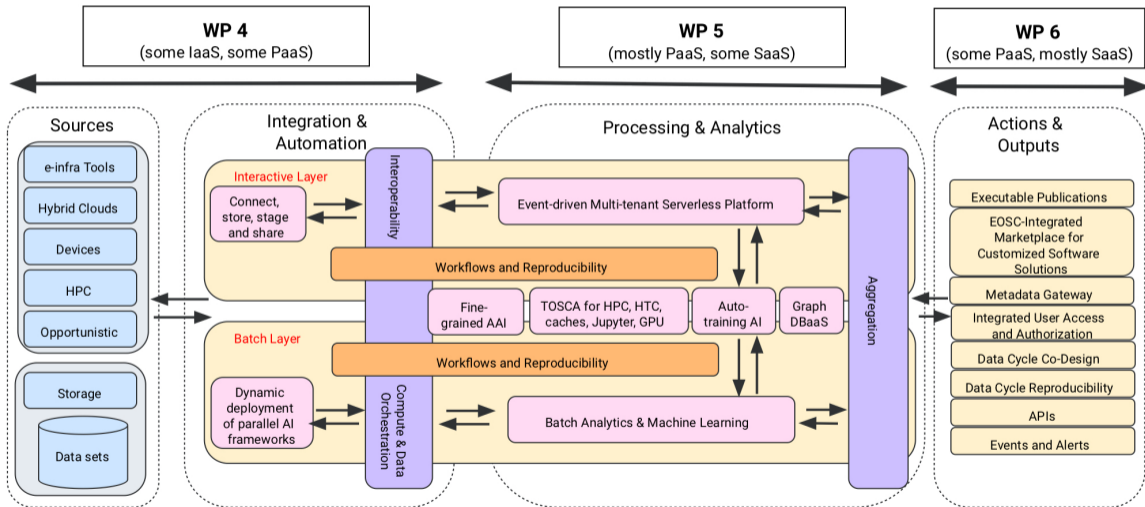 WP 4
(some IaaS, some PaaS)
WP 5
(mostly PaaS, some SaaS)
WP 6
(some PaaS, mostly SaaS)
Sources
e-infra Tools
Hybrid Clouds
Devices
HPC
Opportunistic
Storage
Data sets
Integration &
Automation
Interactive Layer
Connect,
store, stage
and share
Interoperability
Workflows and Reproducibility
Batch Layer
Workflows and Reproducibility
Dynamic
deployment
of parallel AI
frameworks
Compute & Data
Orchestration
Processing & Analytics
Event-driven Multi-tenant Serverless Platform
Fine-
grained AAI
TOSCA for HPC, HTC,
caches, Jupyter, GPU
Auto-
training AI
Graph
DBaaS
Batch Analytics & Machine Learning
Aggregation
Actions &
Outputs
Executable Publications
EOSC-Integrated
Marketplace for
Customized Software
Solutions
Metadata Gateway
Integrated User Access
and Authorization
Data Cycle Co-Design
Data Cycle Reproducibility
APIs
Events and Alerts